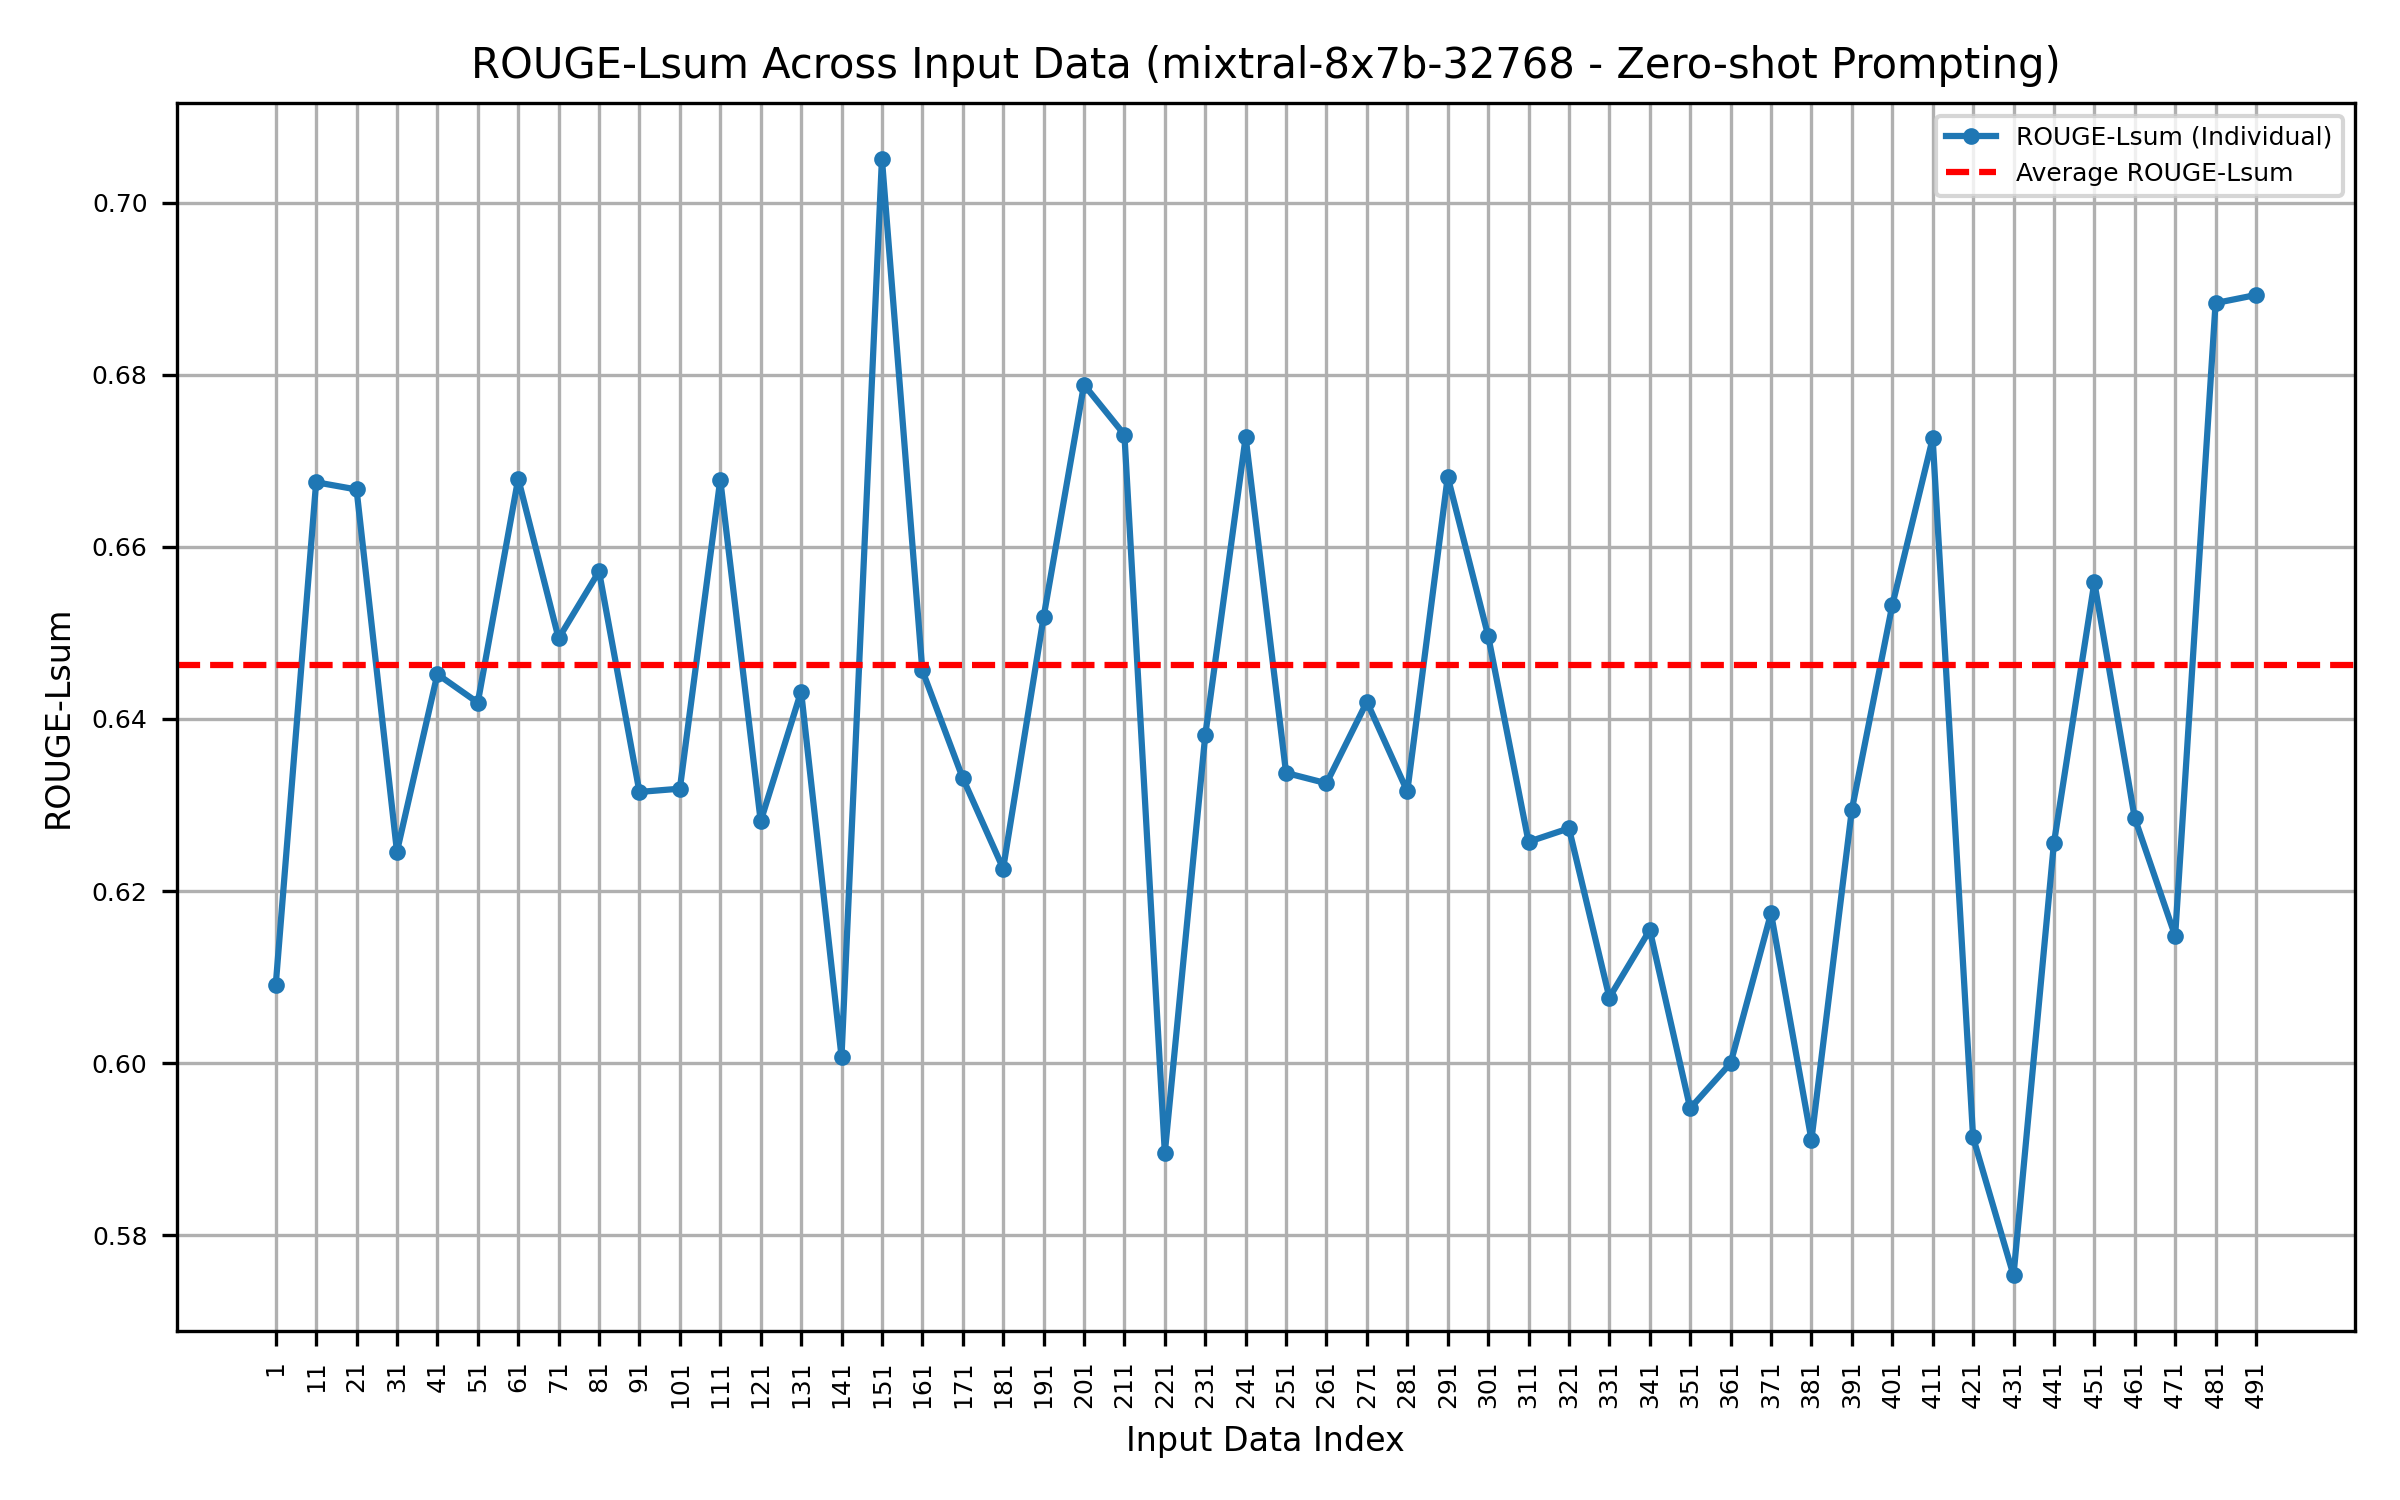 ROUGE-Lsum Across Input Data (mixtral-8x7b-32768 - Zero-shot Prompting)
ROUGE-Lsum (Individual)
Average ROUGE-Lsum
ROUGE-Lsum
0.70
0.68
0.66
0.64
0.62
0.60
0.58
1 11 21 31 41 51 61 71 81 91 101 111 121 131 141 151 161 171 181 191 201 211 221 231 241 251 261 271 281 291 301 311 321 331 341 351 361 371 381 391 401 411 421 431 441 451 461 471 481 491
Input Data Index